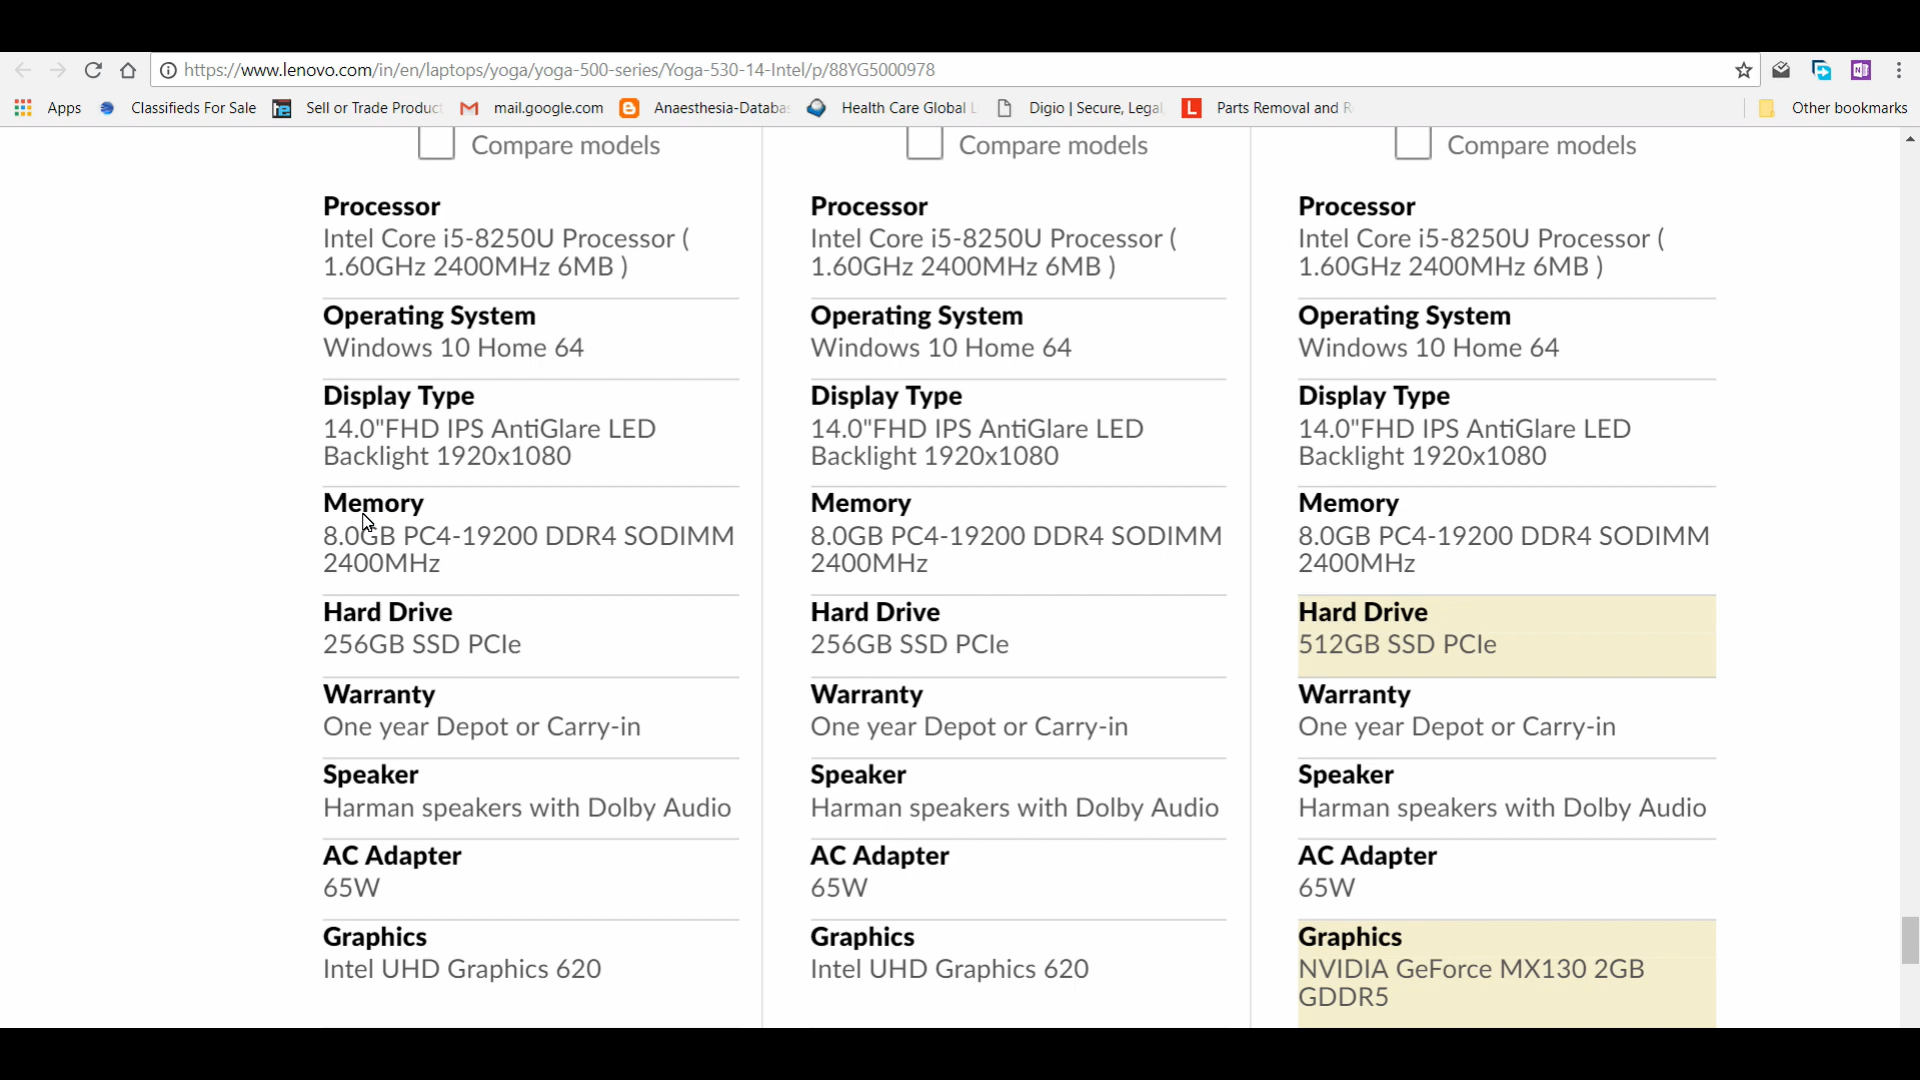 https://www.lenovo.com/in/en/laptops/yoga/yoga-500-series/Yoga-530-14-Intel/p/88YG5000978
Apps Classifieds For Sale Sell or Trade Product mail.google.com Anaesthesia-Databa Health Care Global Digio | Secure, Legal Parts Removal and R Other bookmarks
Compare models
Processor
Intel Core i5-8250U Processor (
1.60GHz 2400MHz 6MB )
Operating System
Windows 10 Home 64
Display Type
14.0"FHD IPS AntiGlare LED
Backlight 1920x1080
Memory
8.0GB PC4-19200 DDR4 SODIMM
2400MHz
Hard Drive
256GB SSD PCIe
Warranty
One year Depot or Carry-in
Speaker
Harman speakers with Dolby Audio
AC Adapter
65W
Graphics
Intel UHD Graphics 620
Compare models
Processor
Intel Core i5-8250U Processor (
1.60GHz 2400MHz 6MB )
Operating System
Windows 10 Home 64
Display Type
14.0"FHD IPS AntiGlare LED
Backlight 1920x1080
Memory
8.0GB PC4-19200 DDR4 SODIMM
2400MHz
Hard Drive
256GB SSD PCIe
Warranty
One year Depot or Carry-in
Speaker
Harman speakers with Dolby Audio
AC Adapter
65W
Graphics
Intel UHD Graphics 620
Compare models
Processor
Intel Core i5-8250U Processor (
1.60GHz 2400MHz 6MB )
Operating System
Windows 10 Home 64
Display Type
14.0"FHD IPS AntiGlare LED
Backlight 1920x1080
Memory
8.0GB PC4-19200 DDR4 SODIMM
2400MHz
Hard Drive
512GB SSD PCIe
Warranty
One year Depot or Carry-in
Speaker
Harman speakers with Dolby Audio
AC Adapter
65W
Graphics
NVIDIA GeForce MX130 2GB
GDDR5